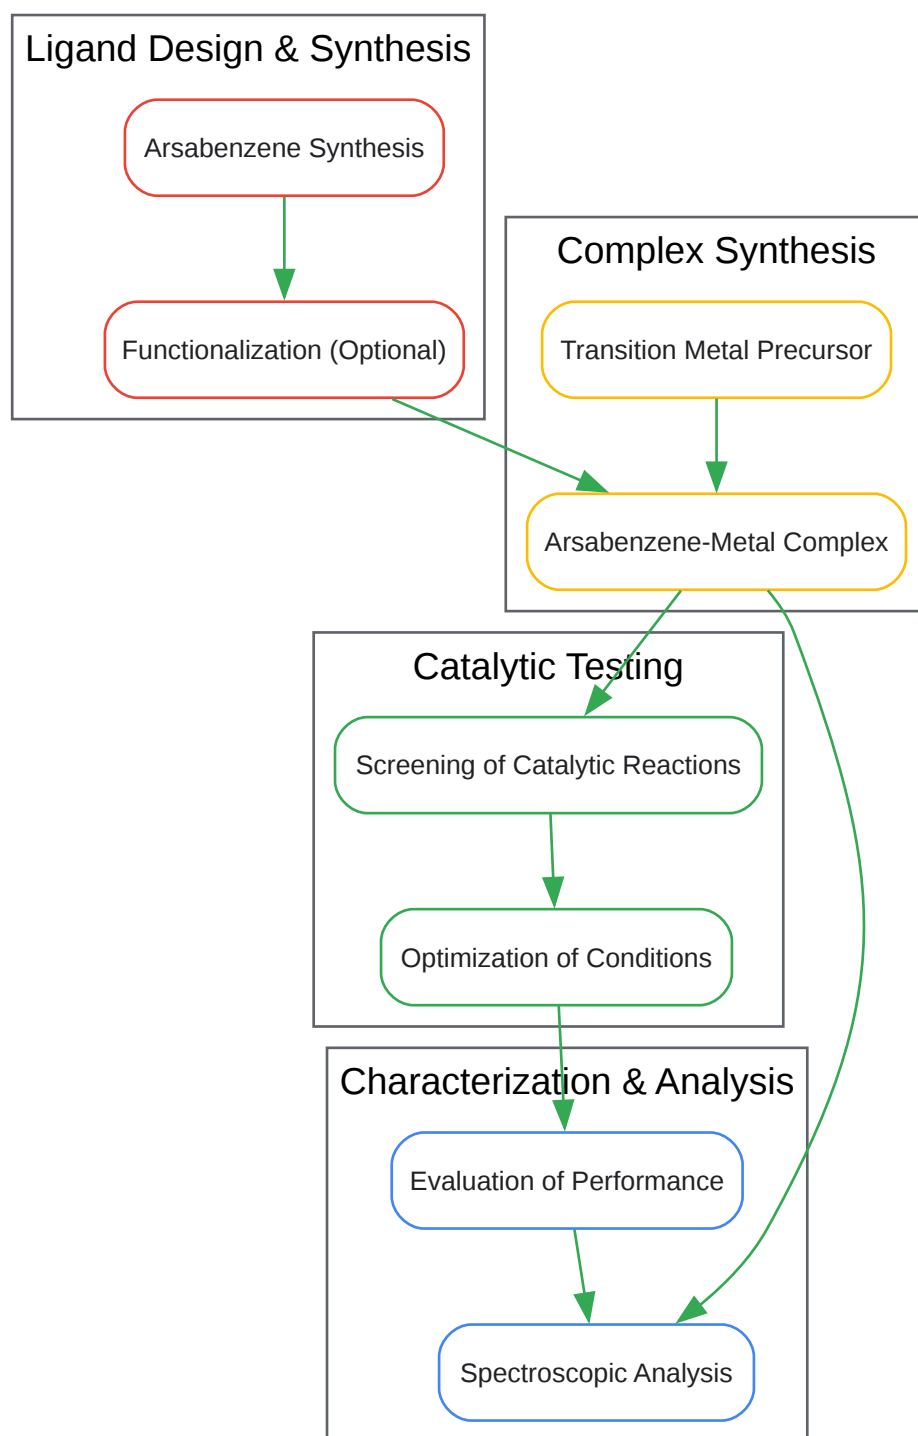 Ligand Design & Synthesis
Arsabenzene Synthesis
Functionalization (Optional)
Complex Synthesis
Transition Metal Precursor
Arsabenzene-Metal Complex
Catalytic Testing
Screening of Catalytic Reactions
Optimization of Conditions
Characterization & Analysis
Evaluation of Performance
Spectroscopic Analysis